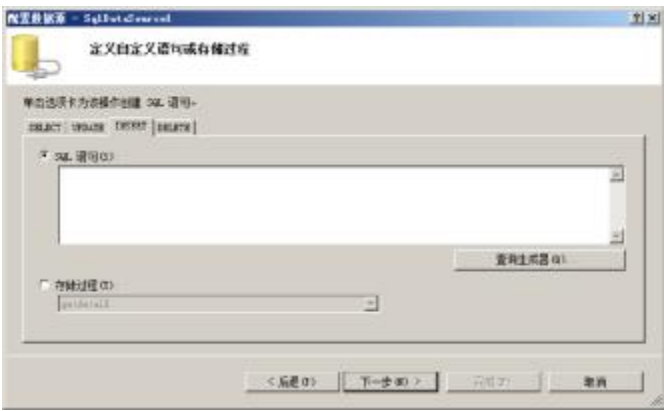 配置数据源 - SqlDataSource1
定义自定义语句或存储过程
单击选项卡为该操作创建 SQL 语句。
SELECT UPDATE INSERT DELETE
SQL 语句(S)
查询生成器(Q)...
存储过程(T)
< 后退(P) 下一步(N) > 完成(F) 取消